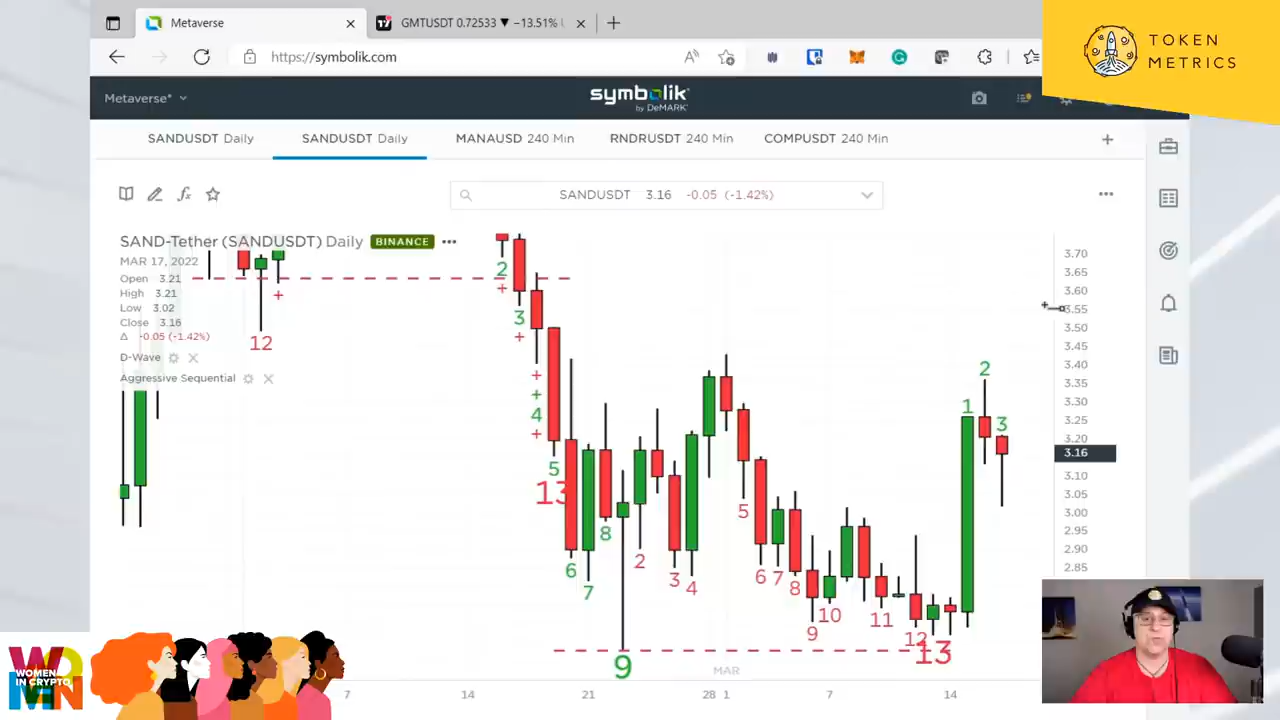 Metaverse
GMTUSDT 0.72533 ▼ −13.51%
https://symbolik.com
TOKEN
METRICS
Metaverse*
symbolik
by DeMARK
SANDUSDT Daily
SANDUSDT Daily
MANAUSD 240 Min
RNDRUSDT 240 Min
COMPUSDT 240 Min
SANDUSDT 3.16 -0.05 (-1.42%)
SAND-Tether (SANDUSDT) Daily BINANCE
MAR 17, 2022
Open 3.21
High 3.21
Low 3.02
Close 3.16
Δ -0.05 (-1.42%)
D-Wave
Aggressive Sequential
12
2
3
4
5
13
6
7
8
9
2
3
4
5
6
7
8
9
10
11
12
13
1
2
3
3.70
3.65
3.60
3.55
3.50
3.45
3.40
3.35
3.30
3.25
3.20
3.16
3.10
3.05
3.00
2.95
2.90
2.85
MAR
7
14
21
28
1
7
14
WOMEN
IN CRYPTO